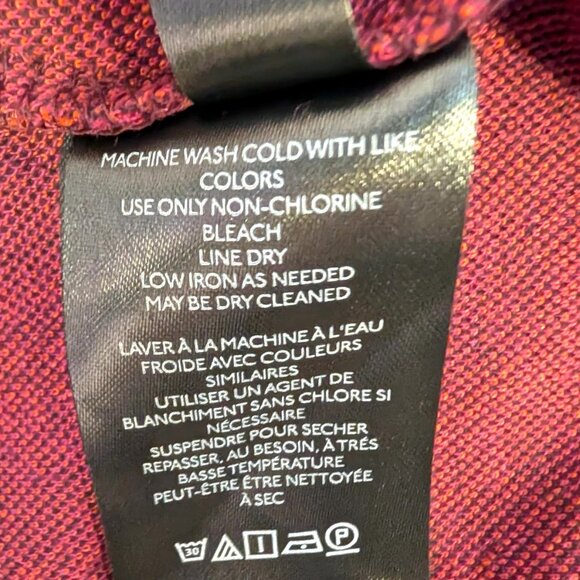 MACHINE WASH COLD WITH LIKE
COLORS
USE ONLY NON-CHLORINE
BLEACH
LINE DRY
LOW IRON AS NEEDED
MAY BE DRY CLEANED
LAVER À LA MACHINE À L'EAU
FROIDE AVEC COULEURS
SIMILAIRES
UTILISER UN AGENT DE
BLANCHIMENT SANS CHLORE SI
NÉCESSAIRE
SUSPENDRE POUR SECHER
REPASSER, AU BESOIN, À TRÉS
BASSE TEMPÉRATURE
PEUT-ÊTRE ÊTRE NETTOYÉE
À SEC
30 P